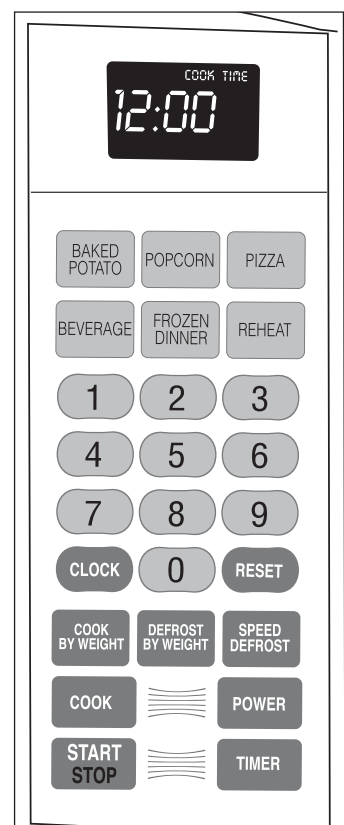 COOK TIME
12:00
BAKED
POTATO
POPCORN
PIZZA
BEVERAGE
FROZEN
DINNER
REHEAT
1
2
3
4
5
6
7
8
9
CLOCK
0
RESET
COOK
BY WEIGHT
DEFROST
BY WEIGHT
SPEED
DEFROST
COOK
POWER
START
STOP
TIMER